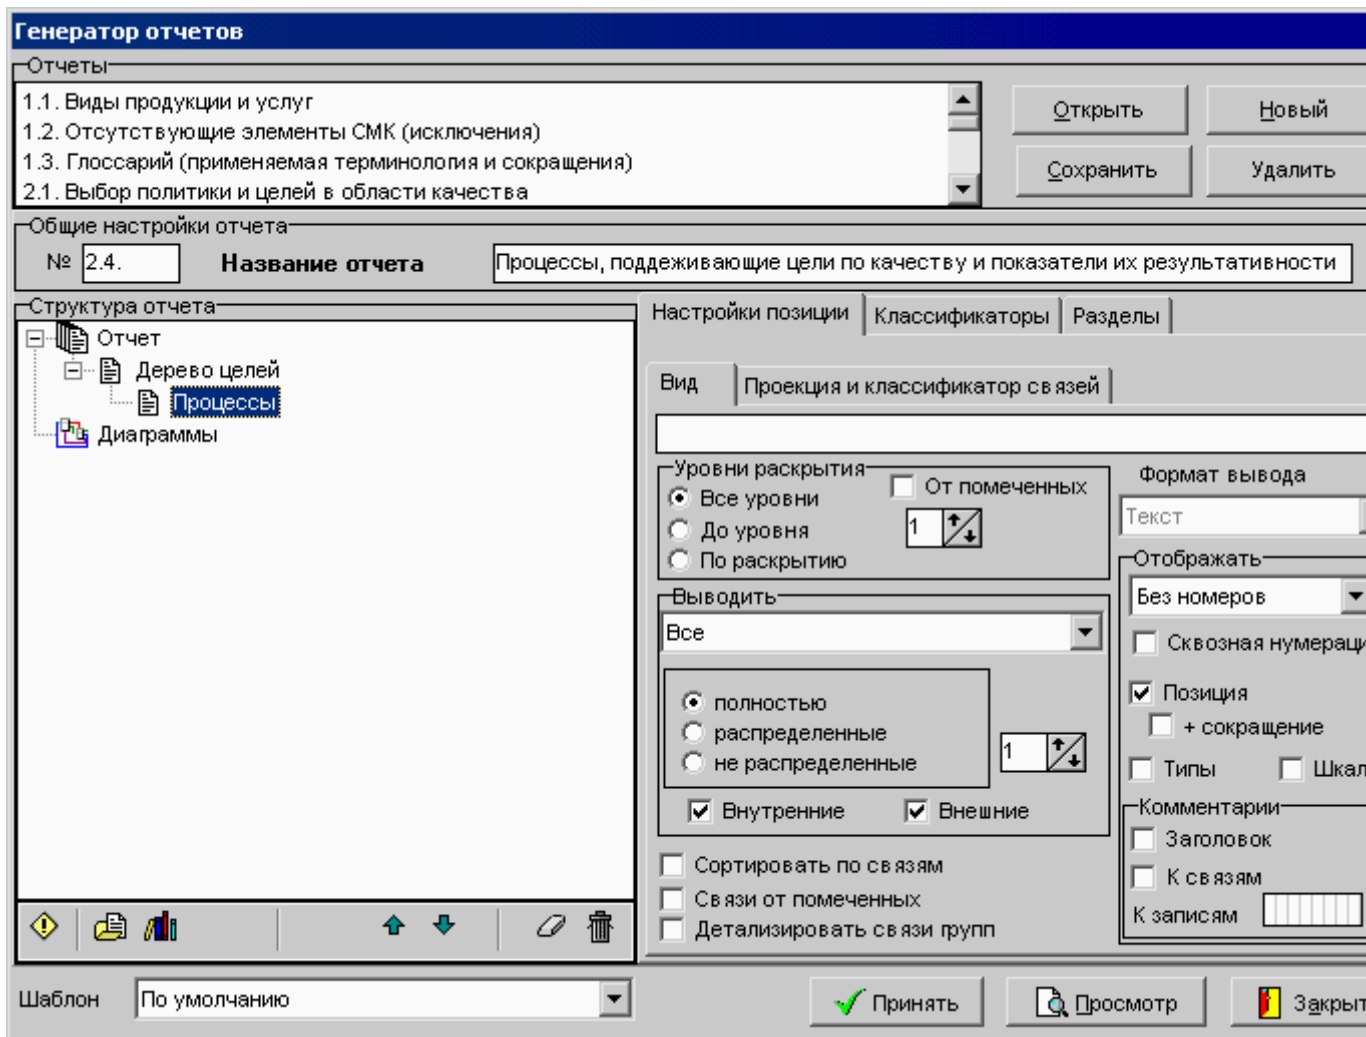 Генератор отчетов
Отчеты
1.1. Виды продукции и услуг
1.2. Отсутствующие элементы СМК (исключения)
1.3. Глоссарий (применяемая терминология и сокращения)
2.1. Выбор политики и целей в области качества
Открыть Новый
Сохранить Удалить
Общие настройки отчета
№ 2.4. Название отчета Процессы, поддеживающие цели по качеству и показатели их результативности
Структура отчета
Отчет
Дерево целей
Процессы
Диаграммы
Настройки позиции Классификаторы Разделы
Вид Проекция и классификатор связей
Уровни раскрытия
Все уровни От помеченных
До уровня 1
По раскрытию
Выводить
Все
полностью
распределенные
не распределенные 1
Внутренние Внешние
Сортировать по связям
Связи от помеченных
Детализировать связи групп
Формат вывода
Текст
Отображать
Без номеров
Сквозная нумераци
Позиция
+ сокращение
Типы Шкал
Комментарии
Заголовок
К связям
К записям
Шаблон По умолчанию Принять Просмотр Закрыт